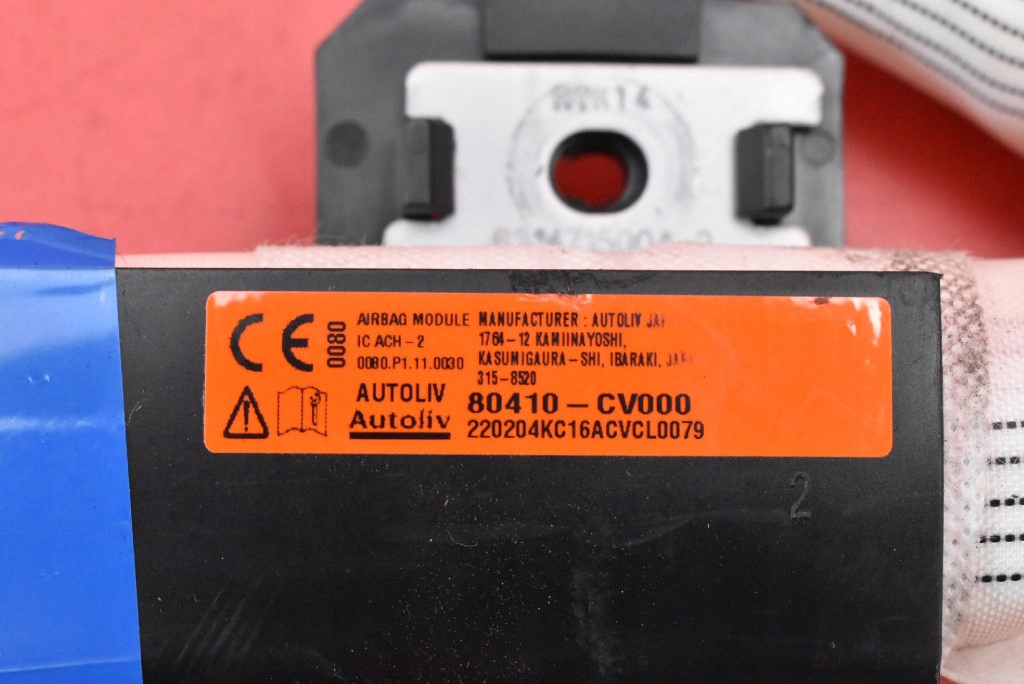 CE 0080
AIRBAG MODULE
IC ACH - 2
0080.P1.11.0030
AUTOLIV
Autoliv
MANUFACTURER : AUTOLIV
1764-12 KAMIINAYOSHI,
KASUMIGAURA-SHI, IBARAKI,
315-8520
80410-CV000
220204KC16ACVCL0079
2